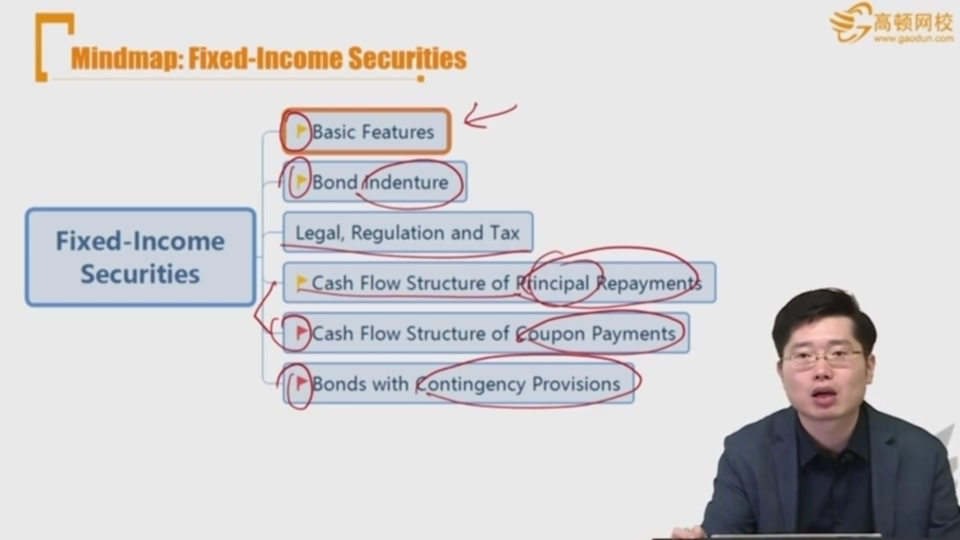 高顿网校
www.gaodun.com
Mindmap: Fixed-Income Securities
Basic Features
Bond Indenture
Legal, Regulation and Tax
Fixed-Income
Securities
Cash Flow Structure of Principal Repayments
Cash Flow Structure of Coupon Payments
Bonds with Contingency Provisions